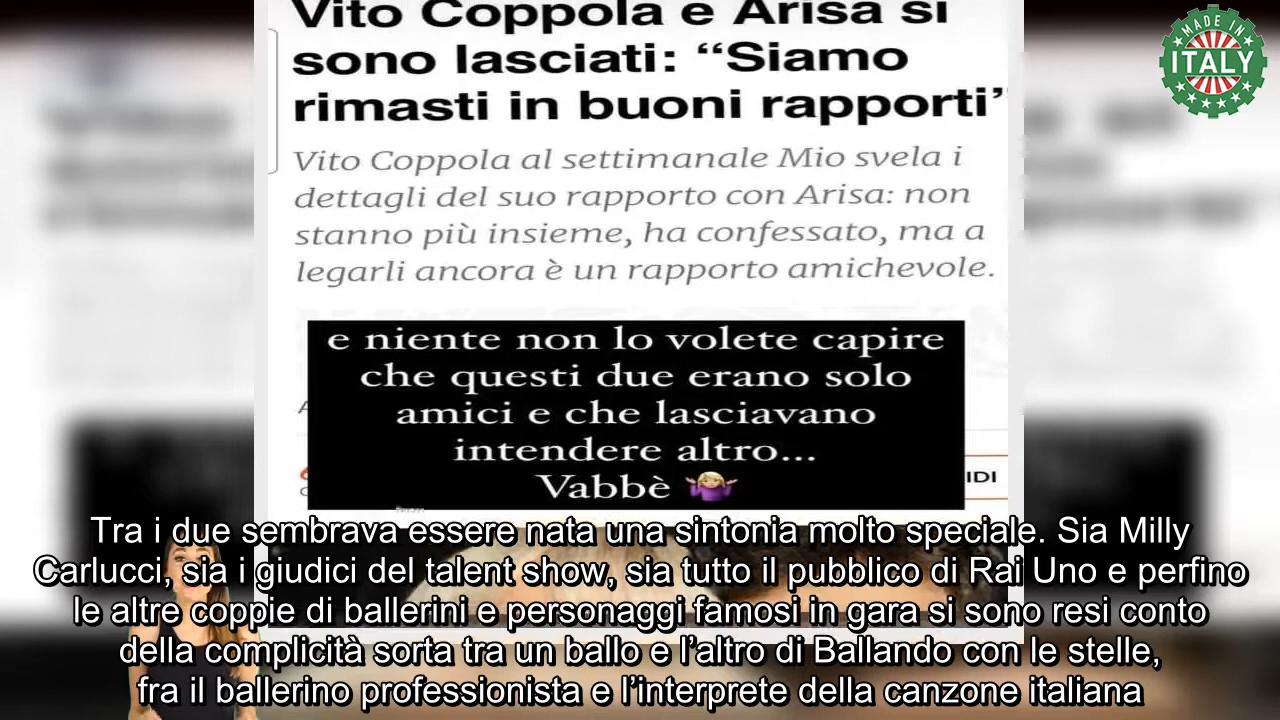 Vito Coppola e Arisa si
sono lasciati: “Siamo
rimasti in buoni rapporti”
MADE IN
ITALY
Vito Coppola al settimanale Mio svela i
dettagli del suo rapporto con Arisa: non
stanno più insieme, ha confessato, ma a
legarli ancora è un rapporto amichevole.
e niente non lo volete capire
che questi due erano solo
amici e che lasciavano
intendere altro...
Vabbè 🤷🏼‍♀️
IDI
Tra i due sembrava essere nata una sintonia molto speciale. Sia Milly
Carlucci, sia i giudici del talent show, sia tutto il pubblico di Rai Uno e perfino
le altre coppie di ballerini e personaggi famosi in gara si sono resi conto
della complicità sorta tra un ballo e l’altro di Ballando con le stelle,
fra il ballerino professionista e l’interprete della canzone italiana